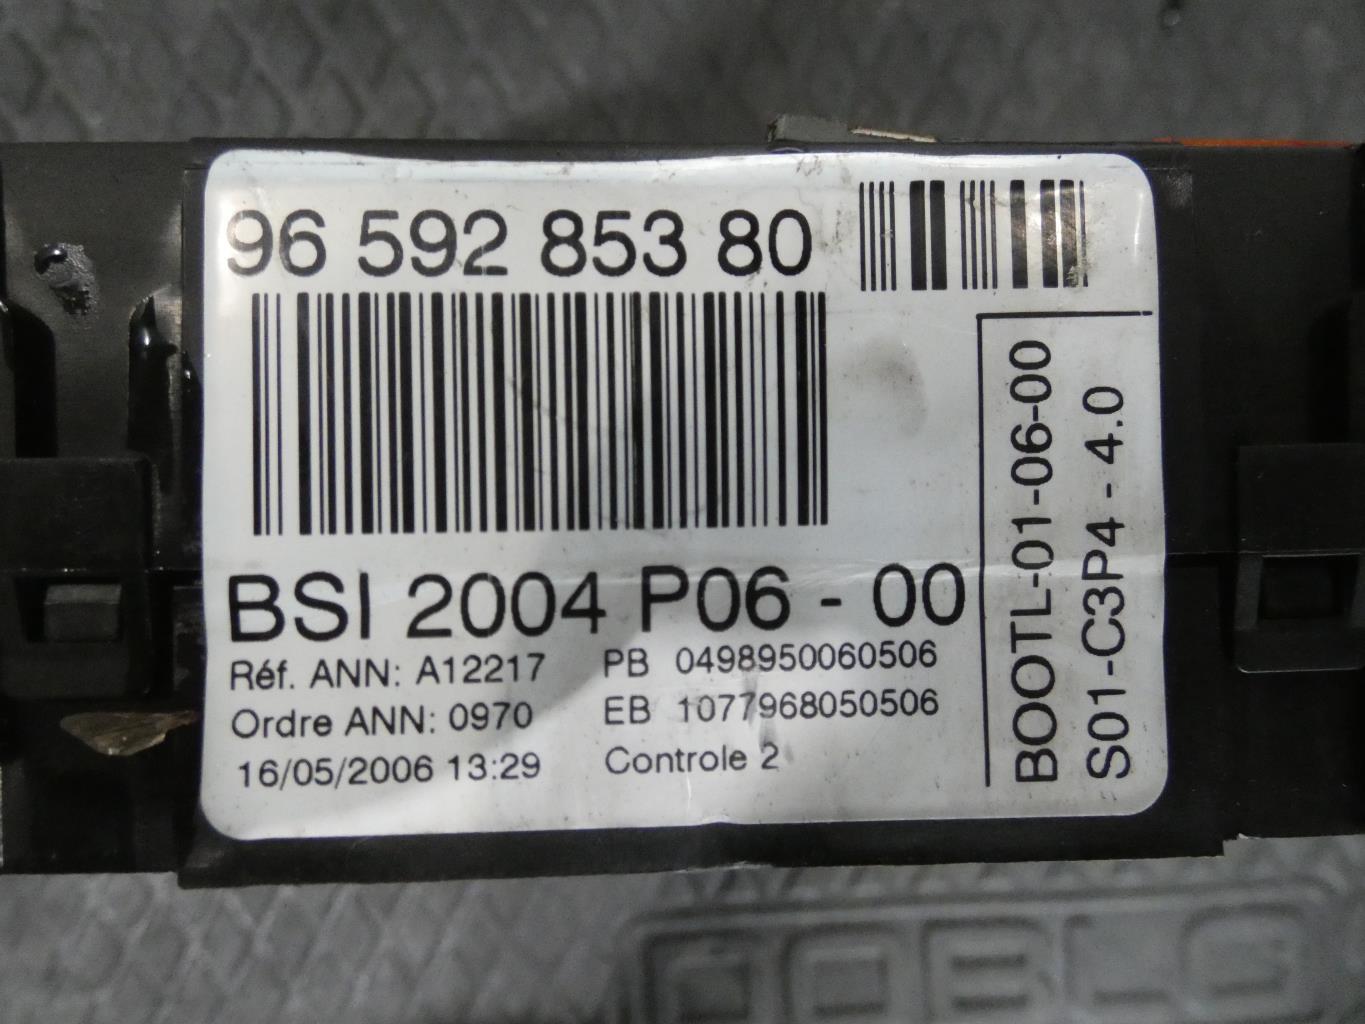 96 592 853 80
BSI 2004 P06 - 00
Réf. ANN: A12217 PB 0498950060506
Ordre ANN: 0970 EB 1077968050506
16/05/2006 13:29 Controle 2
BOOTL-01-06-00
S01-C3P4 - 4.0
DOBLO